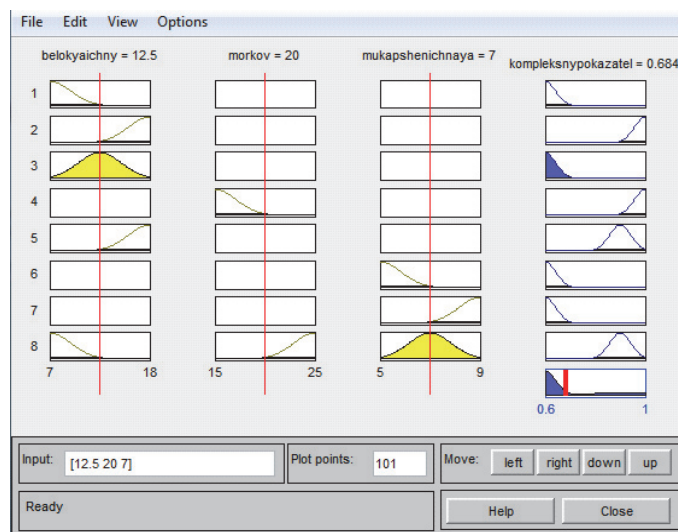 File Edit View Options
belokyaichny = 12.5 morkov = 20 mukapshenichnaya = 7 kompleksnypokazatel = 0.684
1
2
3
4
5
6
7
8
7 18 15 25 5 9
0.6 1
Input: [12.5 20 7] Plot points: 101 Move: left right down up
Ready Help Close